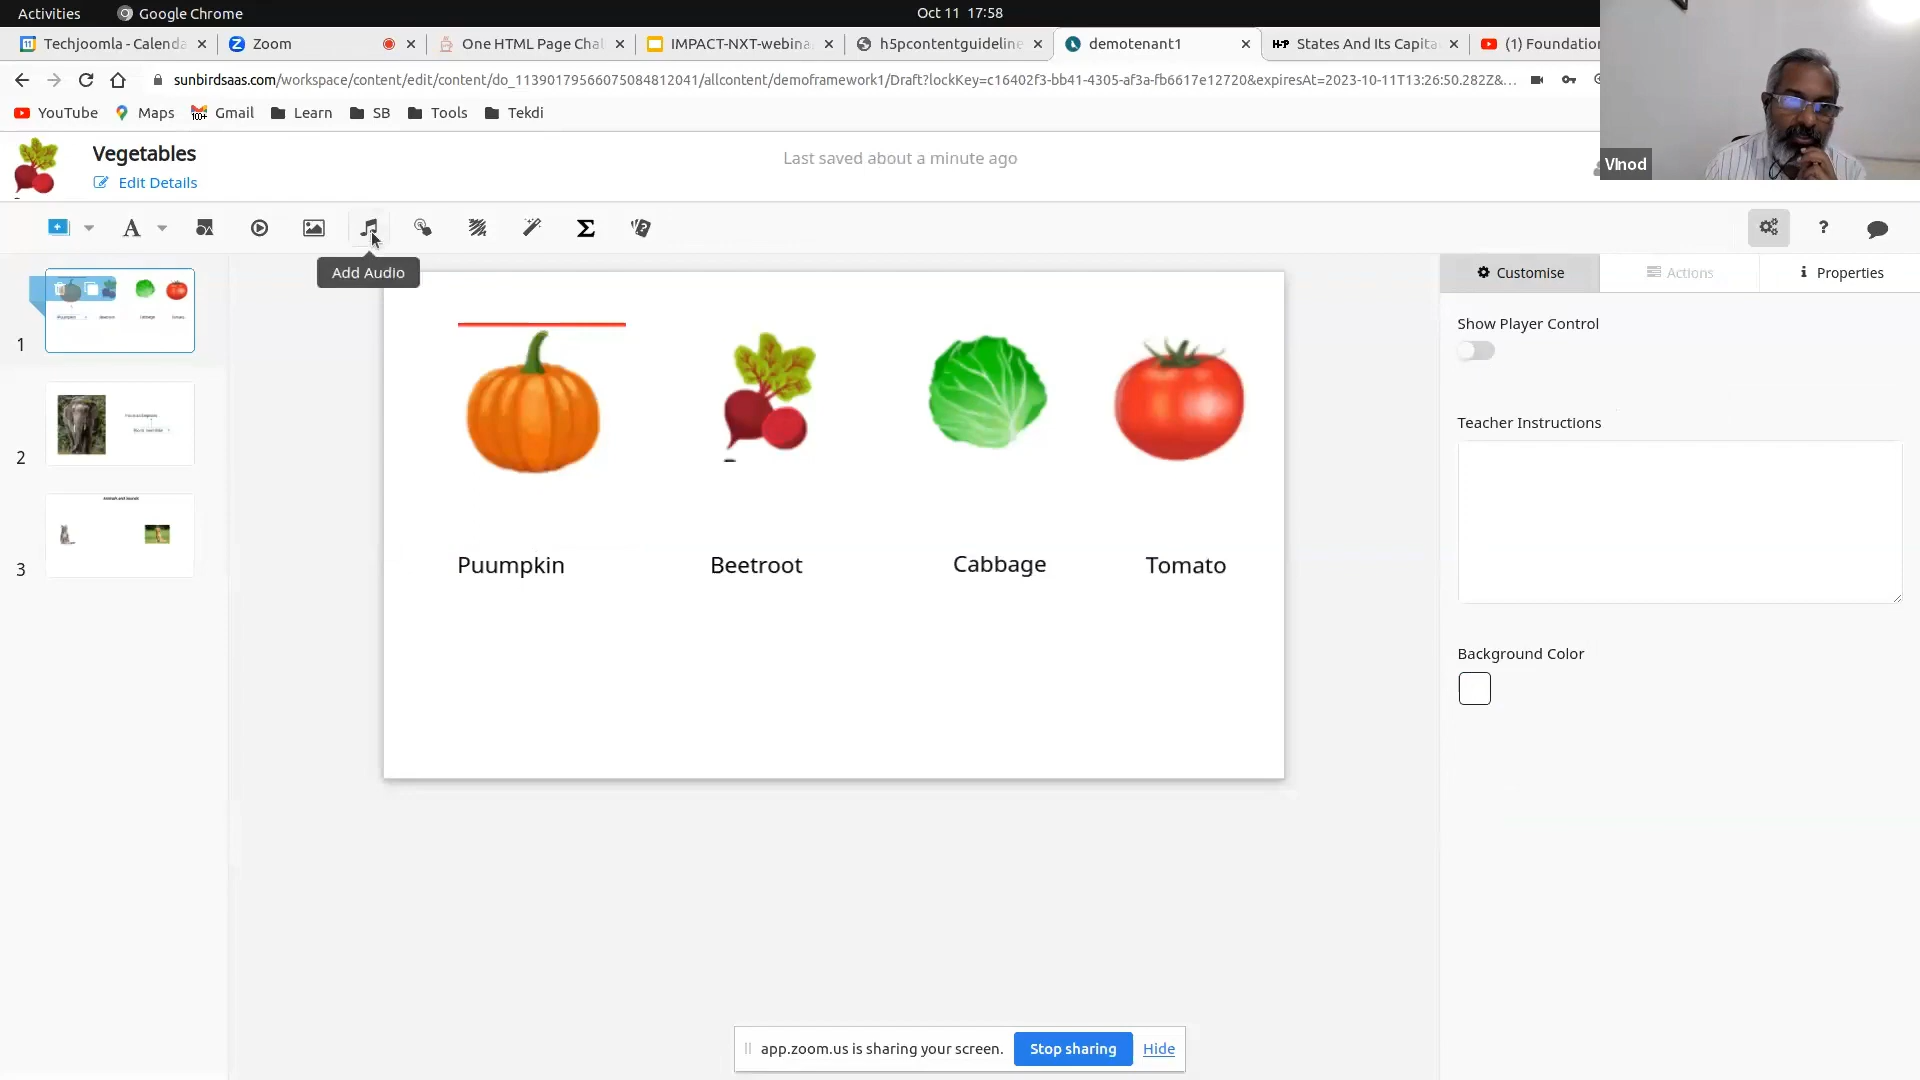 Activities
Google Chrome
Oct 11 17:58
Techjoomla - Calenda
Zoom
One HTML Page Chal
IMPACT-NXT-webina
h5pcontentguideline
demotenant1
H-P States And Its Capita
(1) Foundation
sunbirdsaas.com/workspace/content/edit/content/do_11390179566075084812041/allcontent/demoframework1/Draft?lockKey=c16402f3-bb41-4305-af3a-fb6617e12720&expiresAt=2023-10-11T13:26:50.282Z&...
YouTube
Maps
Gmail
Learn
SB
Tools
Tekdi
VInod
Vegetables
Last saved about a minute ago
Edit Details
Add Audio
Customise
Actions
Properties
Show Player Control
1
Teacher Instructions
2
3
Puumpkin
Beetroot
Cabbage
Tomato
Background Color
app.zoom.us is sharing your screen.
Stop sharing
Hide